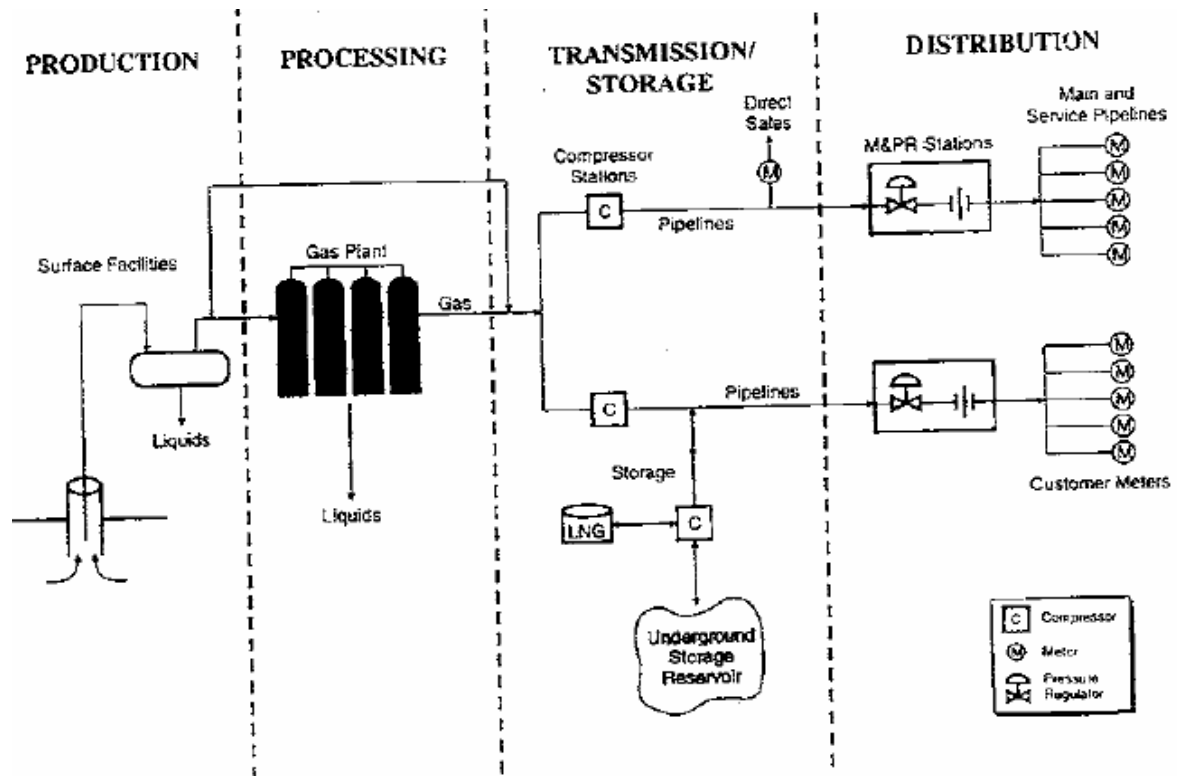 PRODUCTION
PROCESSING
TRANSMISSION/
STORAGE
DISTRIBUTION
Direct
Sales
Main and
Service Pipelines
M&PR Stations
Compressor
Stations
M
M
M
M
M
M
C
Pipelines
Surface Facilities
Gas Plant
Gas
Liquids
Liquids
C
Pipelines
M
M
M
M
M
Customer Meters
Storage
LNG
C
Underground
Storage
Reservoir
C Compressor
M Meter
Pressure
Regulator